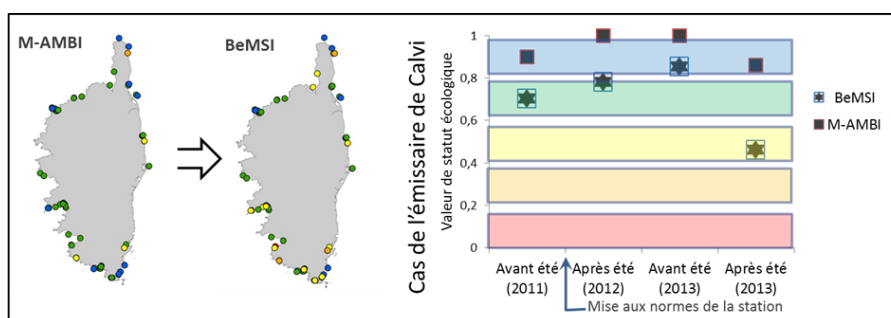 M-AMBI
BeMSI
Cas de l'émissaire de Calvi
Valeur de statut écologique
1
0,8
0,6
0,4
0,2
0
Avant été
(2011)
Après été
(2012)
Avant été
(2013)
Après été
(2013)
Mise aux normes de la station
BeMSI
M-AMBI